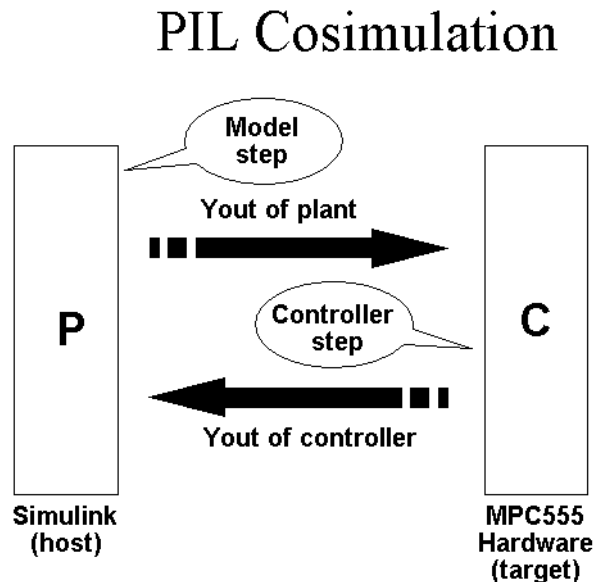 PIL Cosimulation
Model
step
Yout of plant
P
Controller
step
C
Yout of controller
Simulink
(host)
MPC555
Hardware
(target)